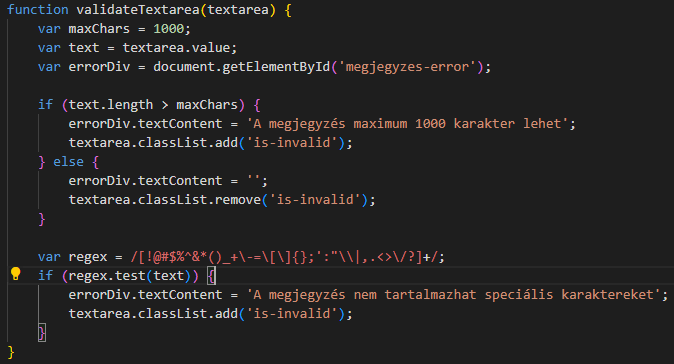 function validateTextarea(textarea) {
    var maxChars = 1000;
    var text = textarea.value;
    var errorDiv = document.getElementById('megjegyzes-error');

    if (text.length > maxChars) {
        errorDiv.textContent = 'A megjegyzés maximum 1000 karakter lehet';
        textarea.classList.add('is-invalid');
    } else {
        errorDiv.textContent = '';
        textarea.classList.remove('is-invalid');
    }

    var regex = /[!@#$%^&*()_+\-=\[\]{};':"\\|,.<>\/?]+/;
    if (regex.test(text)) {
        errorDiv.textContent = 'A megjegyzés nem tartalmazhat speciális karaktereket';
        textarea.classList.add('is-invalid');
    }
}